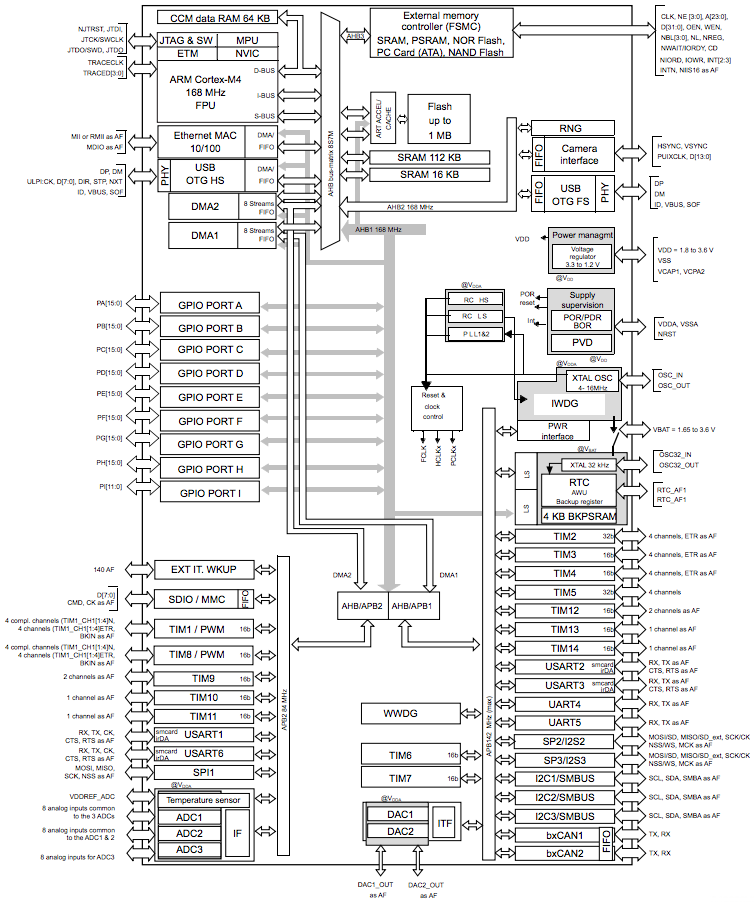 CCM data RAM 64 KB
External memory
controller (FSMC)
SRAM, PSRAM, NOR Flash,
PC Card (ATA), NAND Flash
AHB3
CLK, NE [3:0], A[23:0],
D[31:0], OEN, WEN,
NBL[3:0], NL, NREG,
NWAIT/IORDY, CD
NIORD, IOWR, INT[2:3]
INTN, NIIS16 as AF
NJTRST, JTDI,
JTCK/SWCLK
JTDO/SWD, JTDO
TRACECLK
TRACED[3:0]
JTAG & SW
MPU
ETM
NVIC
ARM Cortex-M4
168 MHz
FPU
D-BUS
I-BUS
S-BUS
AHB bus-matrix 8S7M
ART ACCEL/
CACHE
Flash
up to
1 MB
SRAM 112 KB
SRAM 16 KB
AHB2 168 MHz
AHB1 168 MHz
MII or RMII as AF
MDIO as AF
Ethernet MAC
10/100
DMA/
FIFO
DP, DM
ULPI:CK, D[7:0], DIR, STP, NXT
ID, VBUS, SOF
PHY
USB
OTG HS
DMA/
FIFO
DMA2
8 Streams
FIFO
DMA1
8 Streams
FIFO
RNG
FIFO
Camera
interface
HSYNC, VSYNC
PUIXCLK, D[13:0]
FIFO
USB
OTG FS
PHY
DP
DM
ID, VBUS, SOF
VDD
Power managmt
Voltage
regulator
3.3 to 1.2 V
@VDD
VDD = 1.8 to 3.6 V
VSS
VCAP1, VCPA2
@VDDA
RC HS
RC LS
P L L1&2
POR
reset
Int
Supply
supervision
POR/PDR
BOR
PVD
@VDD
VDDA, VSSA
NRST
@VDDA
XTAL OSC
4- 16MHz
IWDG
OSC_IN
OSC_OUT
PWR
interface
VBAT = 1.65 to 3.6 V
Reset &
clock
control
FCLK
HCLKx
PCLKx
@VBAT
LS
LS
XTAL 32 kHz
RTC
AWU
Backup register
4 KB BKPSRAM
OSC32_IN
OSC32_OUT
RTC_AF1
RTC_AF1
PA[15:0]
GPIO PORT A
PB[15:0]
GPIO PORT B
PC[15:0]
GPIO PORT C
PD[15:0]
GPIO PORT D
PE[15:0]
GPIO PORT E
PF[15:0]
GPIO PORT F
PG[15:0]
GPIO PORT G
PH[15:0]
GPIO PORT H
PI[11:0]
GPIO PORT I
DMA2
DMA1
AHB/APB2
AHB/APB1
APB2 84 MHz
APB142 MHz (max)
140 AF
EXT IT. WKUP
D[7:0]
CMD, CK as AF
SDIO / MMC
FIFO
4 compl. channels (TIM1_CH1[1:4]N,
4 channels (TIM1_CH1[1:4]ETR,
BKIN as AF
TIM1 / PWM
16b
4 compl. channels (TIM1_CH1[1:4]N,
4 channels (TIM1_CH1[1:4]ETR,
BKIN as AF
TIM8 / PWM
16b
2 channels as AF
TIM9
16b
1 channel as AF
TIM10
16b
1 channel as AF
TIM11
16b
RX, TX, CK,
CTS, RTS as AF
smcard
irDA
USART1
RX, TX, CK,
CTS, RTS as AF
smcard
irDA
USART6
MOSI, MISO,
SCK, NSS as AF
SPI1
@VDDA
VDDREF_ADC
Temperature sensor
8 analog inputs common
to the 3 ADCs
8 analog inputs common
to the ADC1 & 2
8 analog inputs for ADC3
ADC1
ADC2
ADC3
IF
WWDG
TIM6
16b
TIM7
16b
@VDDA
DAC1
DAC2
ITF
DAC1_OUT
as AF
DAC2_OUT
as AF
TIM2
32b
4 channels, ETR as AF
TIM3
16b
4 channels, ETR as AF
TIM4
16b
4 channels, ETR as AF
TIM5
32b
4 channels
TIM12
16b
2 channels as AF
TIM13
16b
1 channel as AF
TIM14
16b
1 channel as AF
USART2
smcard
irDA
RX, TX as AF
CTS, RTS as AF
USART3
smcard
irDA
RX, TX as AF
CTS, RTS as AF
UART4
RX, TX as AF
UART5
RX, TX as AF
SP2/I2S2
MOSI/SD, MISO/SD_ext, SCK/CK
NSS/WS, MCK as AF
SP3/I2S3
MOSI/SD, MISO/SD_ext, SCK/CK
NSS/WS, MCK as AF
I2C1/SMBUS
SCL, SDA, SMBA as AF
I2C2/SMBUS
SCL, SDA, SMBA as AF
I2C3/SMBUS
SCL, SDA, SMBA as AF
bxCAN1
TX, RX
FIFO
bxCAN2
TX, RX